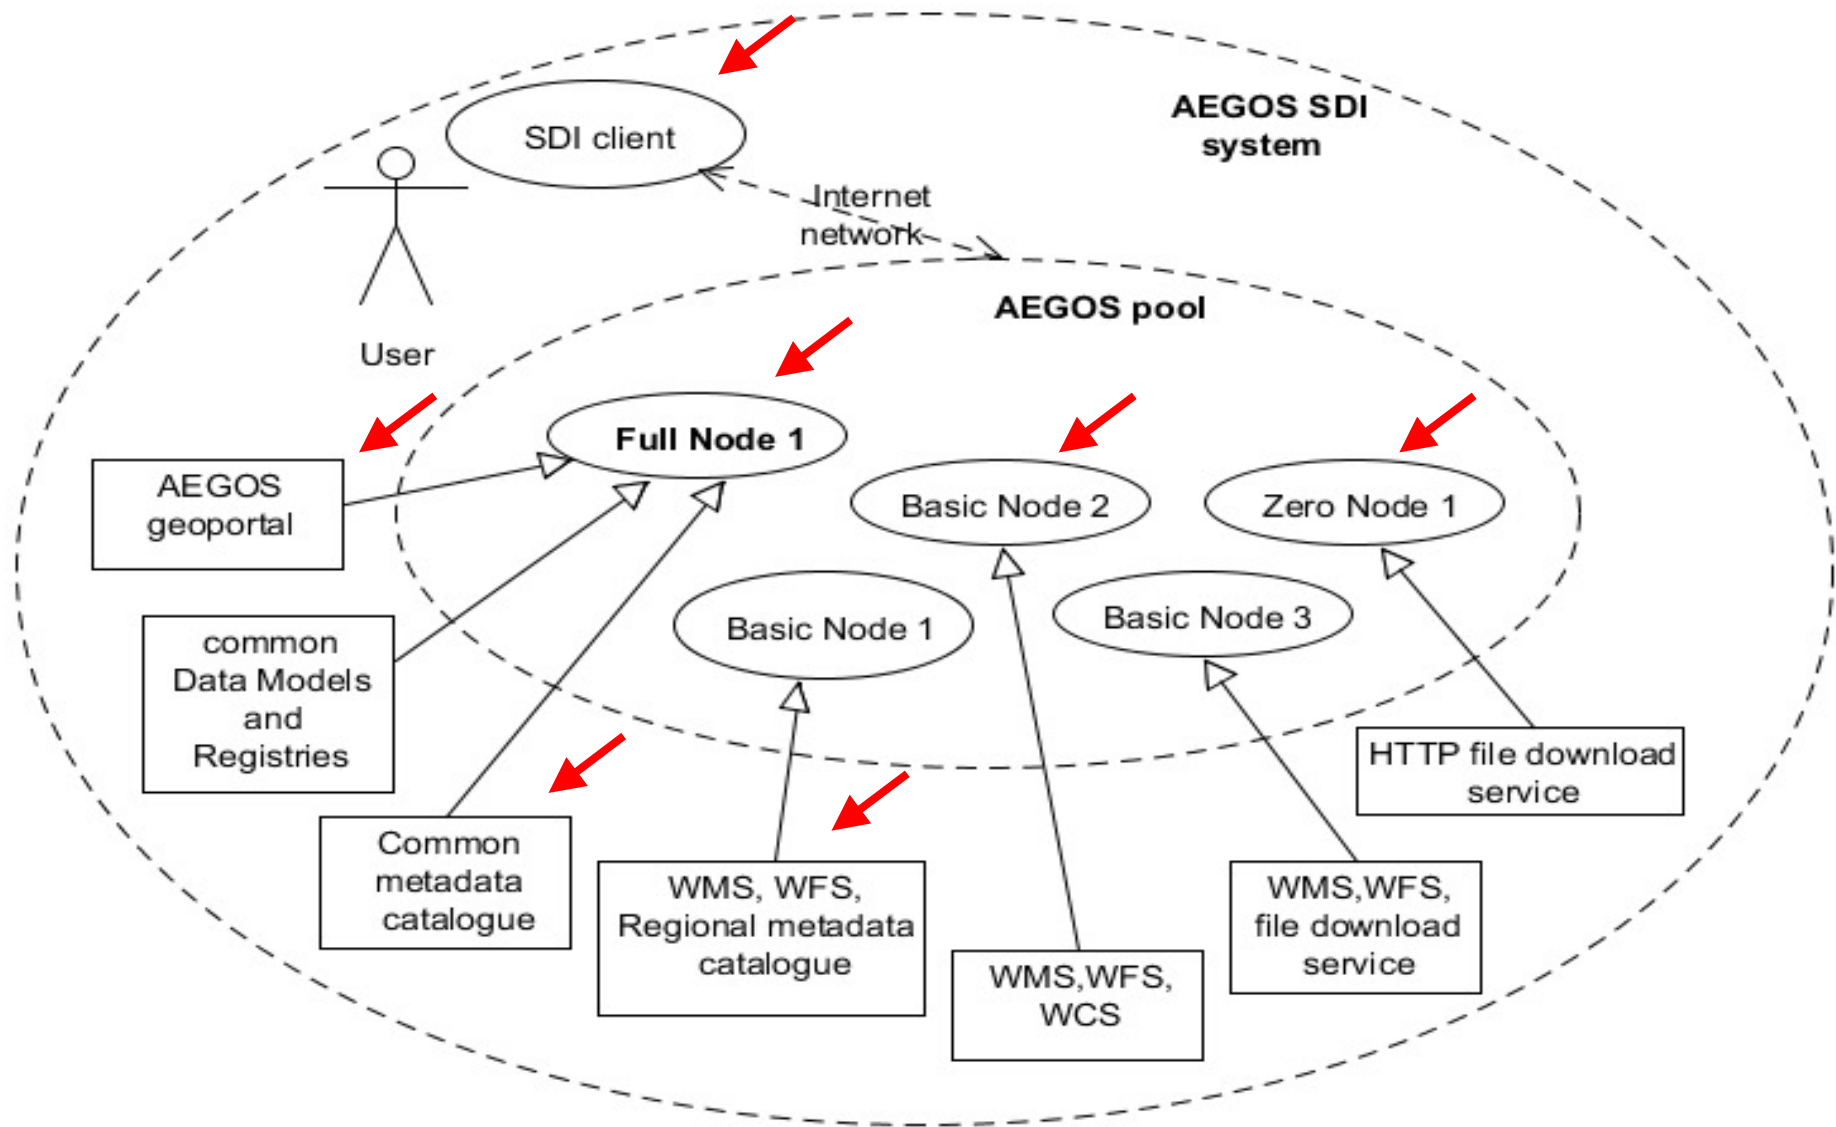 AEGOS SDI
system
SDI client
Internet
network
User
AEGOS pool
Full Node 1
AEGOS
geoportal
Basic Node 2
Zero Node 1
Basic Node 1
Basic Node 3
common
Data Models
and
Registries
HTTP file download
service
Common
metadata
catalogue
WMS, WFS,
Regional metadata
catalogue
WMS,WFS,
WCS
WMS,WFS,
file download
service